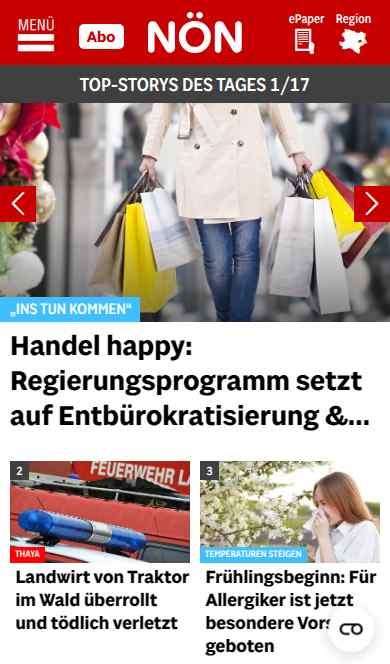 MENÜ
Abo
NÖN
ePaper
Region
TOP-STORYS DES TAGES 1/17
„INS TUN KOMMEN“
Handel happy:
Regierungsprogramm setzt
auf Entbürokratisierung &...
2
FEUERWEHR LA
THAYA
Landwirt von Traktor
im Wald überrollt
und tödlich verletzt
3
TEMPERATUREN STEIGEN
Frühlingsbeginn: Für
Allergiker ist jetzt
besondere
geboten